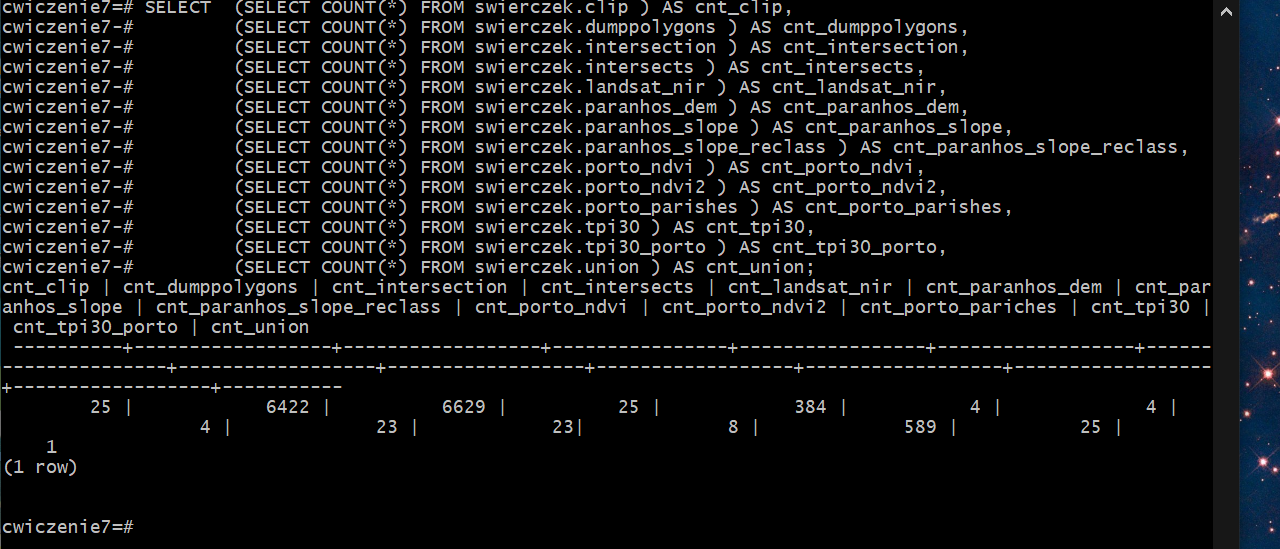 cwiczenie7=# SELECT  (SELECT COUNT(*) FROM swierczek.clip ) AS cnt_clip,
cwiczenie7-#         (SELECT COUNT(*) FROM swierczek.dumppolygons ) AS cnt_dumppolygons,
cwiczenie7-#         (SELECT COUNT(*) FROM swierczek.intersection ) AS cnt_intersection,
cwiczenie7-#         (SELECT COUNT(*) FROM swierczek.intersects ) AS cnt_intersects,
cwiczenie7-#         (SELECT COUNT(*) FROM swierczek.landsat_nir ) AS cnt_landsat_nir,
cwiczenie7-#         (SELECT COUNT(*) FROM swierczek.paranhos_dem ) AS cnt_paranhos_dem,
cwiczenie7-#         (SELECT COUNT(*) FROM swierczek.paranhos_slope ) AS cnt_paranhos_slope,
cwiczenie7-#         (SELECT COUNT(*) FROM swierczek.paranhos_slope_reclass ) AS cnt_paranhos_slope_reclass,
cwiczenie7-#         (SELECT COUNT(*) FROM swierczek.porto_ndvi ) AS cnt_porto_ndvi,
cwiczenie7-#         (SELECT COUNT(*) FROM swierczek.porto_ndvi2 ) AS cnt_porto_ndvi2,
cwiczenie7-#         (SELECT COUNT(*) FROM swierczek.porto_parishes ) AS cnt_porto_parishes,
cwiczenie7-#         (SELECT COUNT(*) FROM swierczek.tpi30 ) AS cnt_tpi30,
cwiczenie7-#         (SELECT COUNT(*) FROM swierczek.tpi30_porto ) AS cnt_tpi30_porto,
cwiczenie7-#         (SELECT COUNT(*) FROM swierczek.union ) AS cnt_union;
cnt_clip | cnt_dumppolygons | cnt_intersection | cnt_intersects | cnt_landsat_nir | cnt_paranhos_dem | cnt_par
anhos_slope | cnt_paranhos_slope_reclass | cnt_porto_ndvi | cnt_porto_ndvi2 | cnt_porto_pariches | cnt_tpi30 |
 cnt_tpi30_porto | cnt_union
 ----------+------------------+------------------+----------------+-----------------+------------------+------
---------------+------------------+------------------+------------------+------------------+------------------
+------------------+-----------
        25 |            6422 |          6629 |          25 |            384 |           4 |             4 |
                  4 |             23 |            23|             8 |             589 |           25 |
    1
(1 row)
cwiczenie7=#